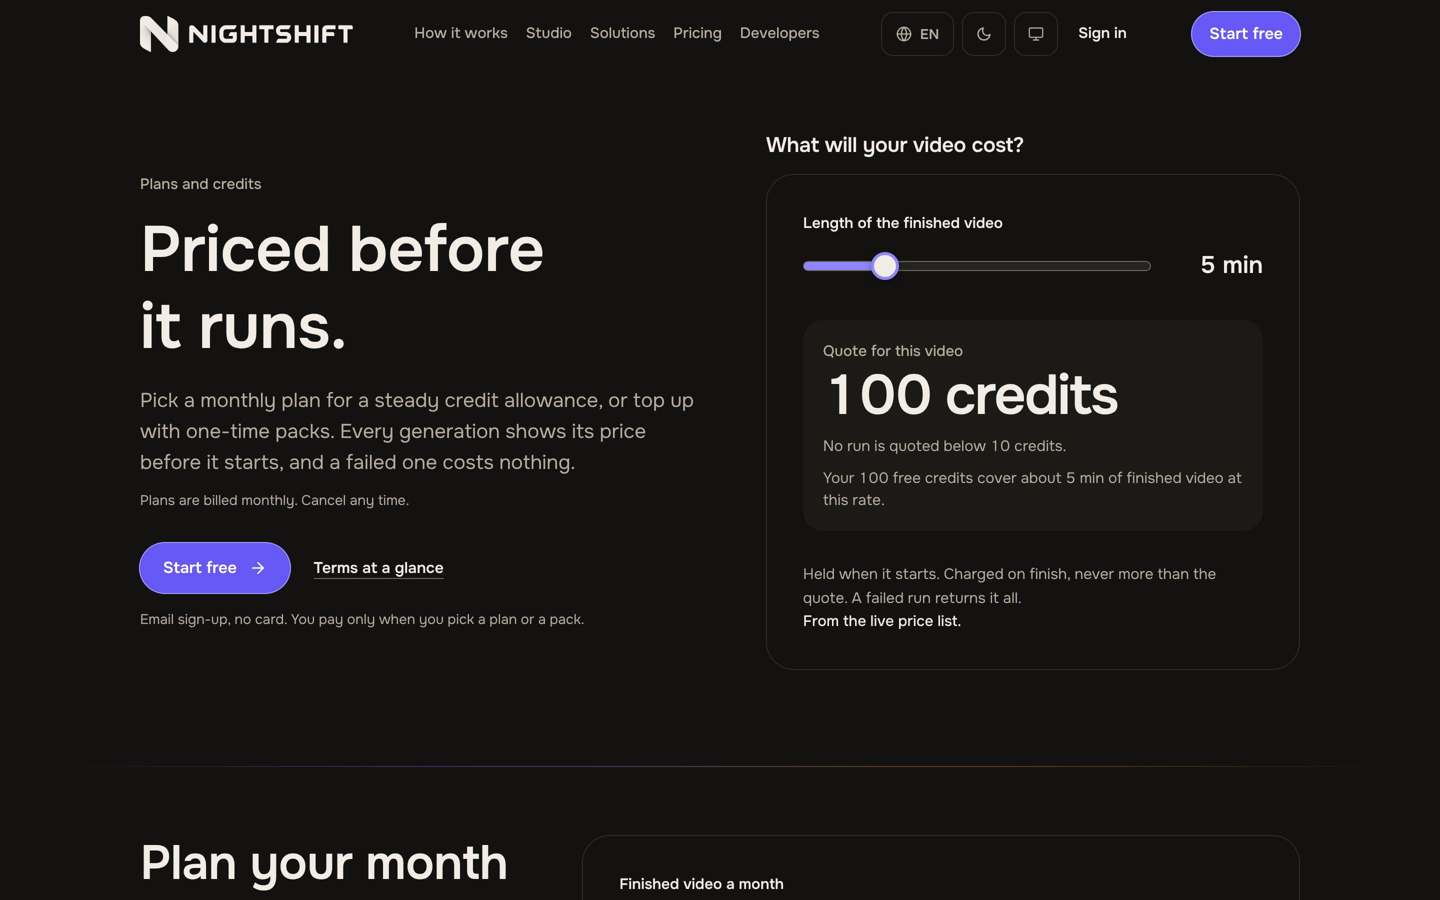 NIGHTSHIFT
How it works
Studio
Solutions
Pricing
Developers
EN
Sign in
Start free
Plans and credits
Priced before
it runs.
Pick a monthly plan for a steady credit allowance, or top up
with one-time packs. Every generation shows its price
before it starts, and a failed one costs nothing.
Plans are billed monthly. Cancel any time.
Start free
Terms at a glance
Email sign-up, no card. You pay only when you pick a plan or a pack.
What will your video cost?
Length of the finished video
5 min
Quote for this video
100 credits
No run is quoted below 10 credits.
Your 100 free credits cover about 5 min of finished video at
this rate.
Held when it starts. Charged on finish, never more than the
quote. A failed run returns it all.
From the live price list.
Plan your month
Finished video a month